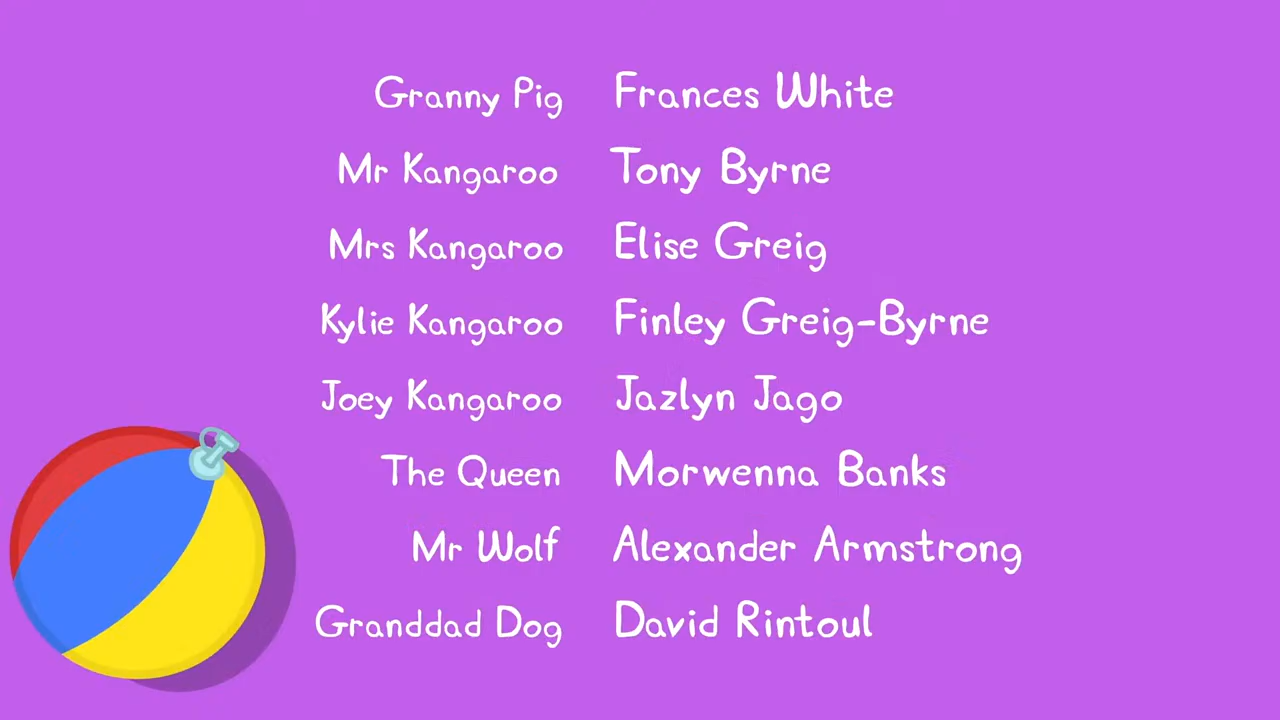 Granny Pig Frances White
Mr Kangaroo Tony Byrne
Mrs Kangaroo Elise Greig
Kylie Kangaroo Finley Greig-Byrne
Joey Kangaroo Jazlyn Jago
The Queen Morwenna Banks
Mr Wolf Alexander Armstrong
Granddad Dog David Rintoul